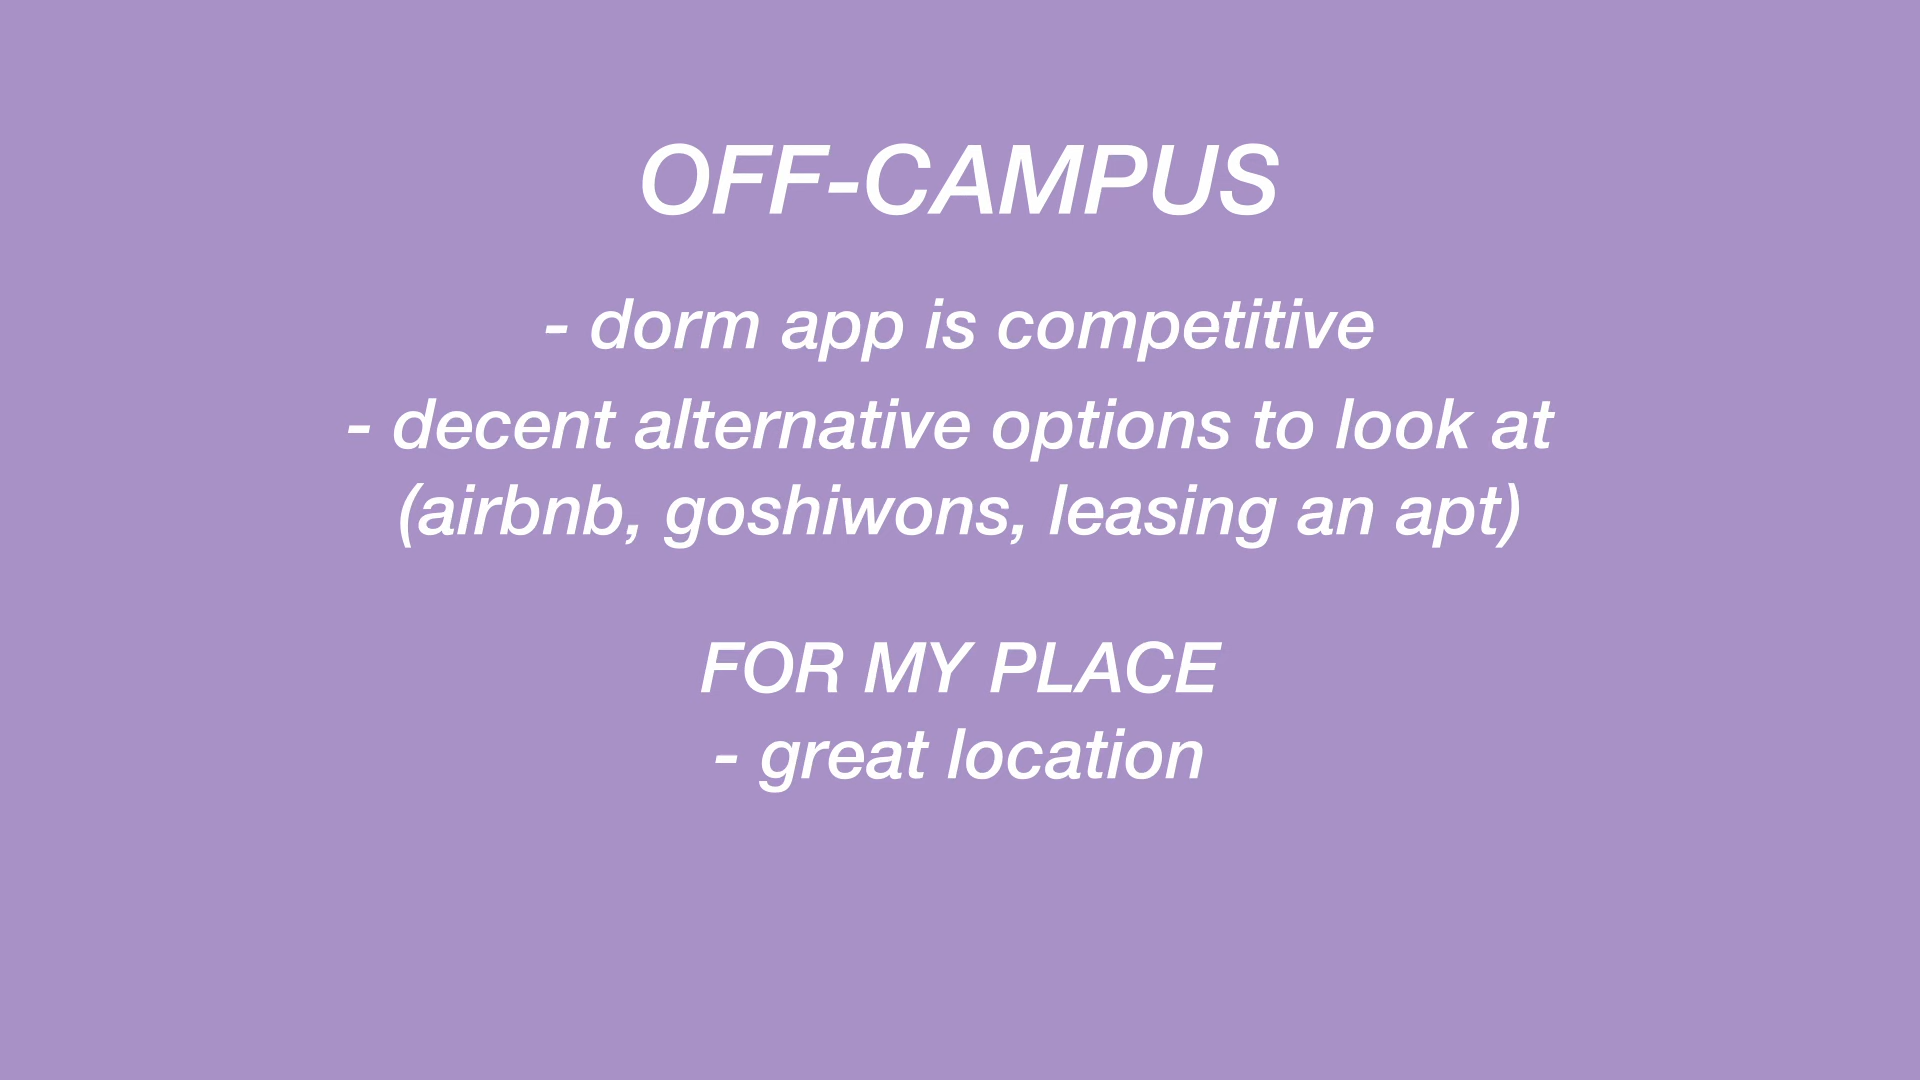 OFF-CAMPUS
- dorm app is competitive
- decent alternative options to look at
(airbnb, goshiwons, leasing an apt)
FOR MY PLACE
- great location